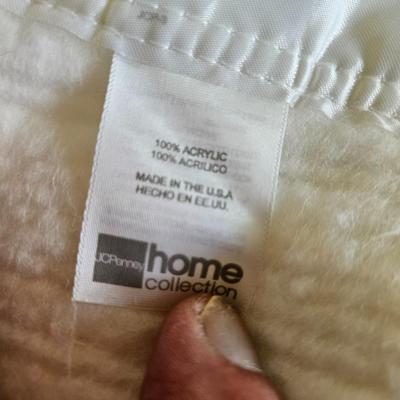 100% ACRYLIC
100% ACRILICO
MADE IN THE U.S.A
HECHO EN EE.UU.
JCPenney home
collection